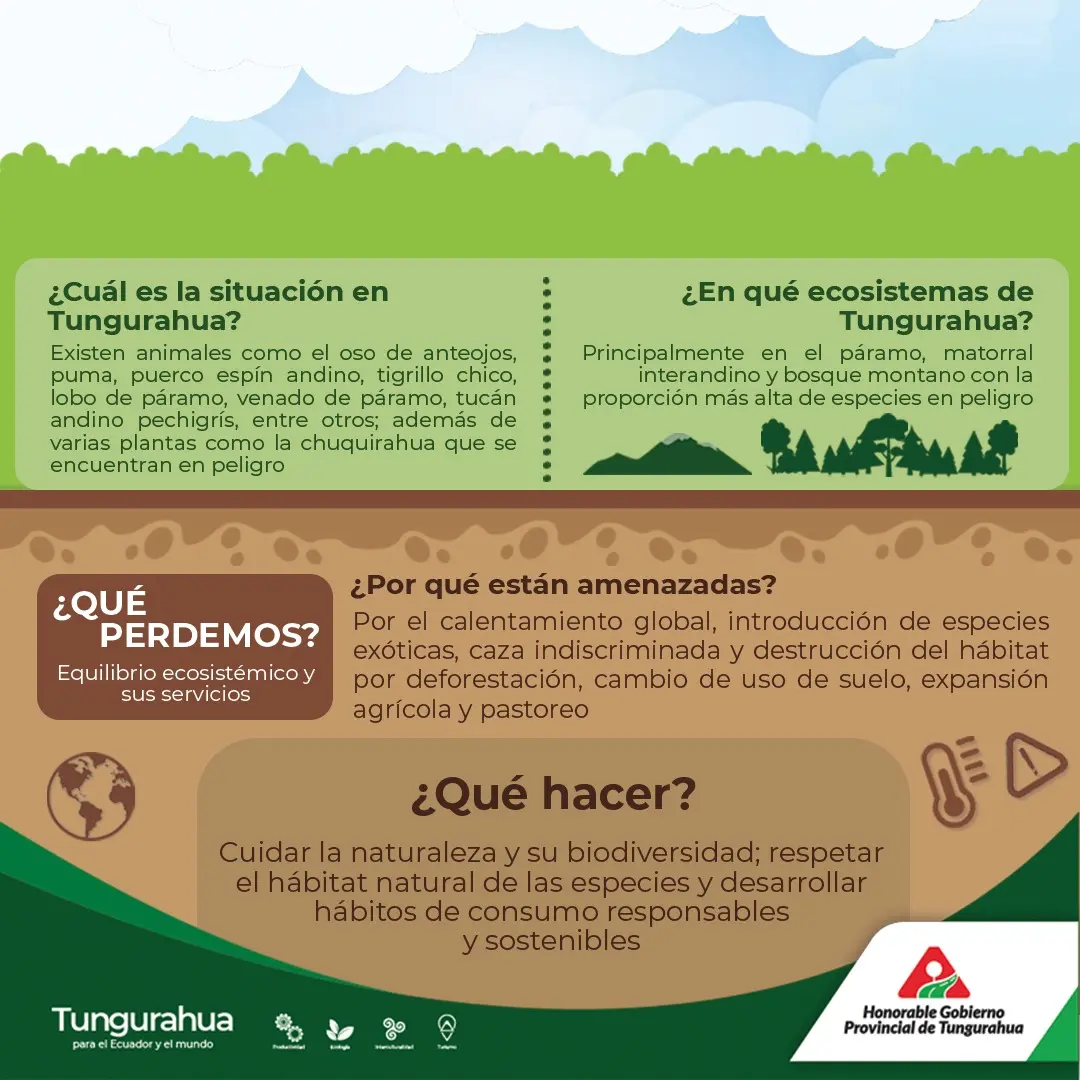 ¿Cuál es la situación en
Tungurahua?
Existen animales como el oso de anteojos,
puma, puerco espín andino, tigrillo chico,
lobo de páramo, venado de páramo, tucán
andino pechigrís, entre otros; además de
varias plantas como la chuquirahua que se
encuentran en peligro
¿En qué ecosistemas de
Tungurahua?
Principalmente en el páramo, matorral
interandino y bosque montano con la
proporción más alta de especies en peligro
¿QUÉ
PERDEMOS?
Equilibrio ecosistémico y
sus servicios
¿Por qué están amenazadas?
Por el calentamiento global, introducción de especies
exóticas, caza indiscriminada y destrucción del hábitat
por deforestación, cambio de uso de suelo, expansión
agrícola y pastoreo
¿Qué hacer?
Cuidar la naturaleza y su biodiversidad; respetar
el hábitat natural de las especies y desarrollar
hábitos de consumo responsables
y sostenibles
Tungurahua
para el Ecuador y el mundo
Productividad
Ecología
Interculturalidad
Turismo
Honorable Gobierno
Provincial de Tungurahua